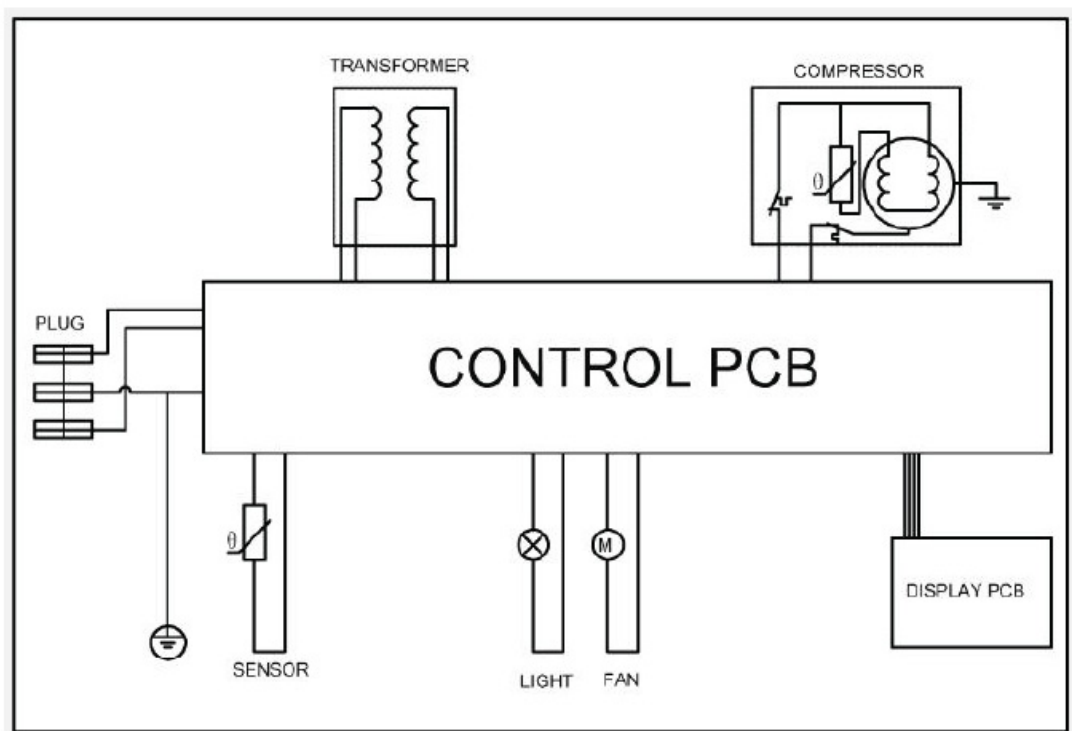 TRANSFORMER
COMPRESSOR
θ
PLUG
CONTROL PCB
θ
M
DISPLAY PCB
SENSOR
LIGHT
FAN